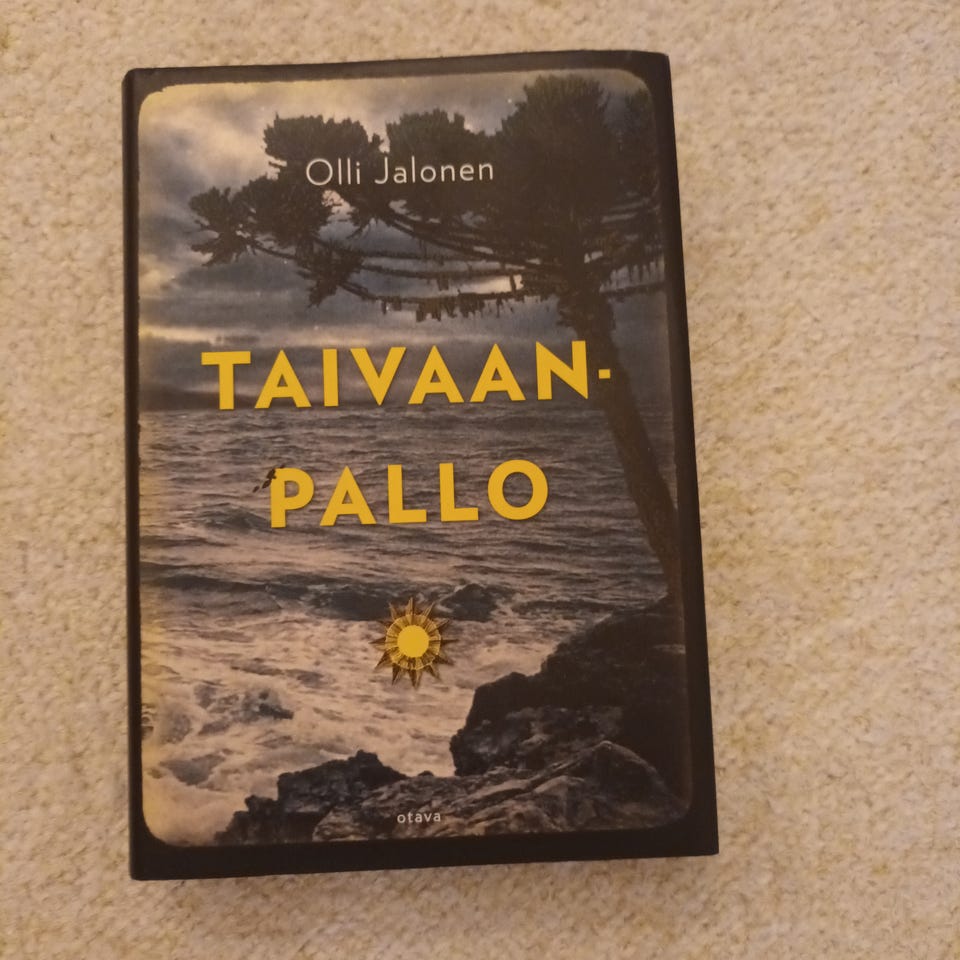 Olli Jalonen
TAIVAAN-
PALLO
otava